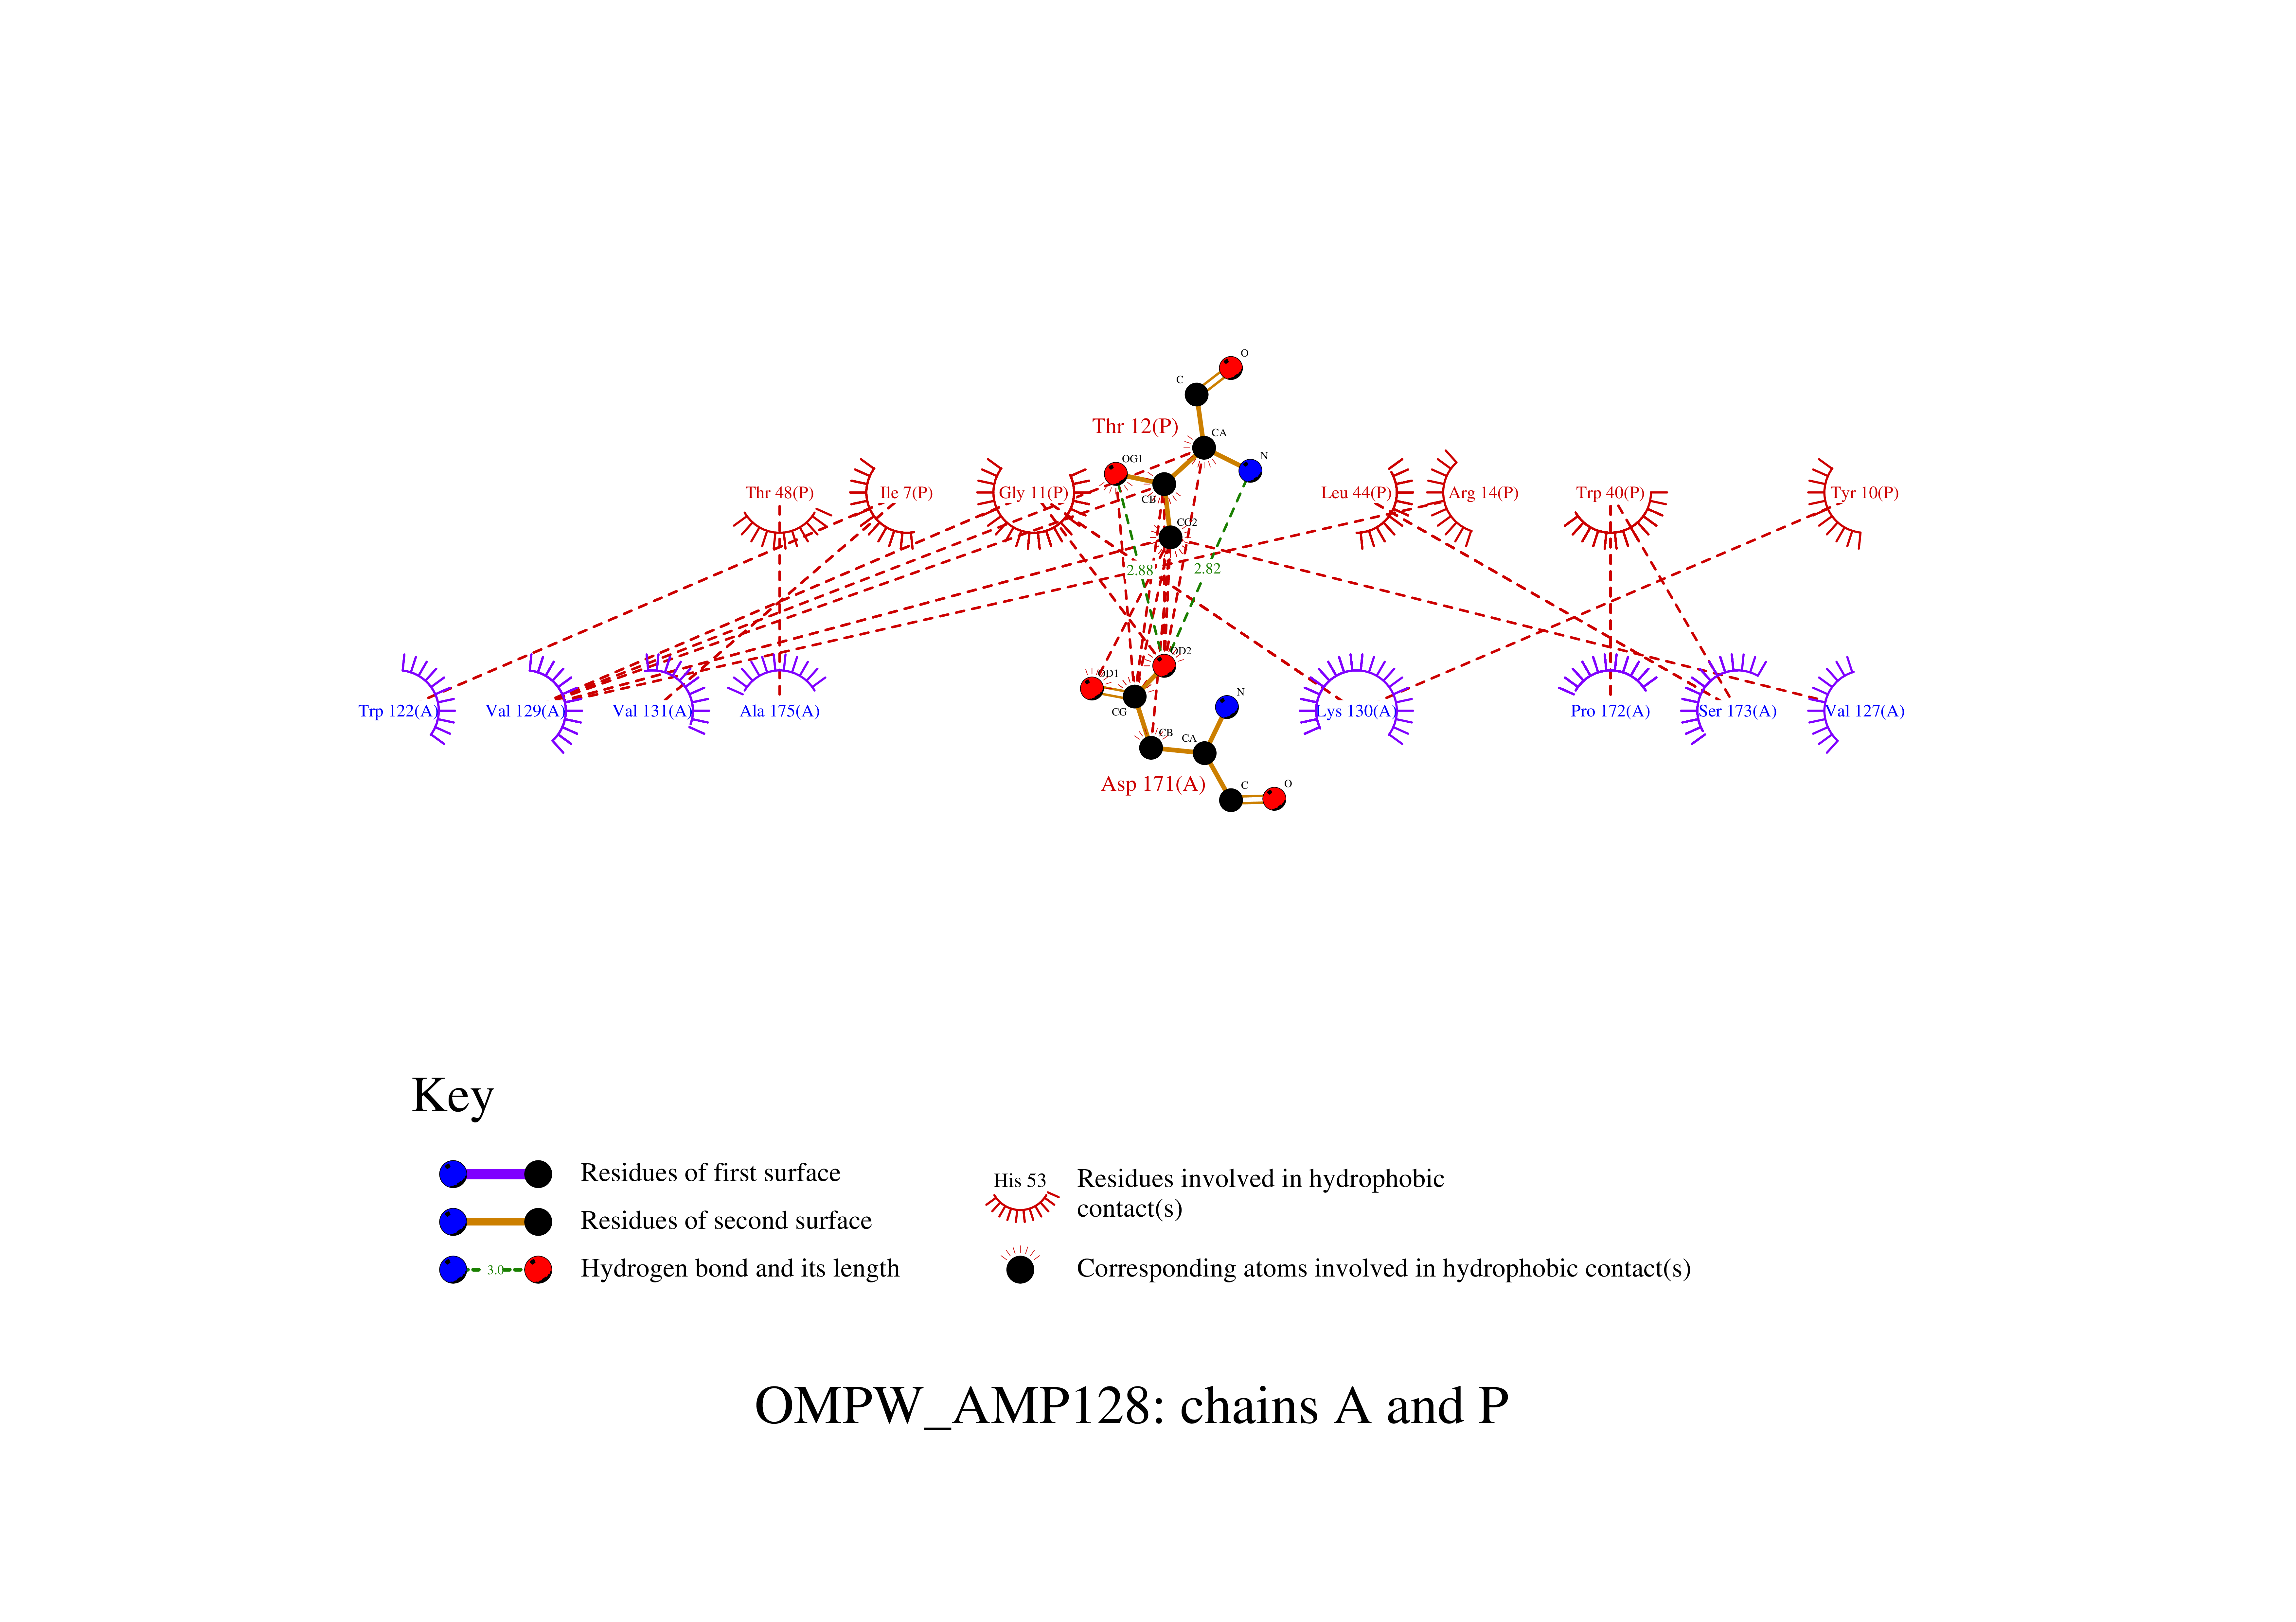 O
C
Thr 12(P)
CA
N
OG1
CB
Thr 48(P)
Ile 7(P)
Gly 11(P)
Leu 44(P)
Arg 14(P)
Trp 40(P)
Tyr 10(P)
CG2
2.88
2.82
OD2
OD1
N
CG
Trp 122(A)
Val 129(A)
Val 131(A)
Ala 175(A)
Lys 130(A)
Pro 172(A)
Ser 173(A)
Val 127(A)
CB
CA
Asp 171(A)
C
O
Key
Residues of first surface
Residues of second surface
3.0
Hydrogen bond and its length
His 53
Residues involved in hydrophobic
contact(s)
Corresponding atoms involved in hydrophobic contact(s)
OMPW_AMP128: chains A and P